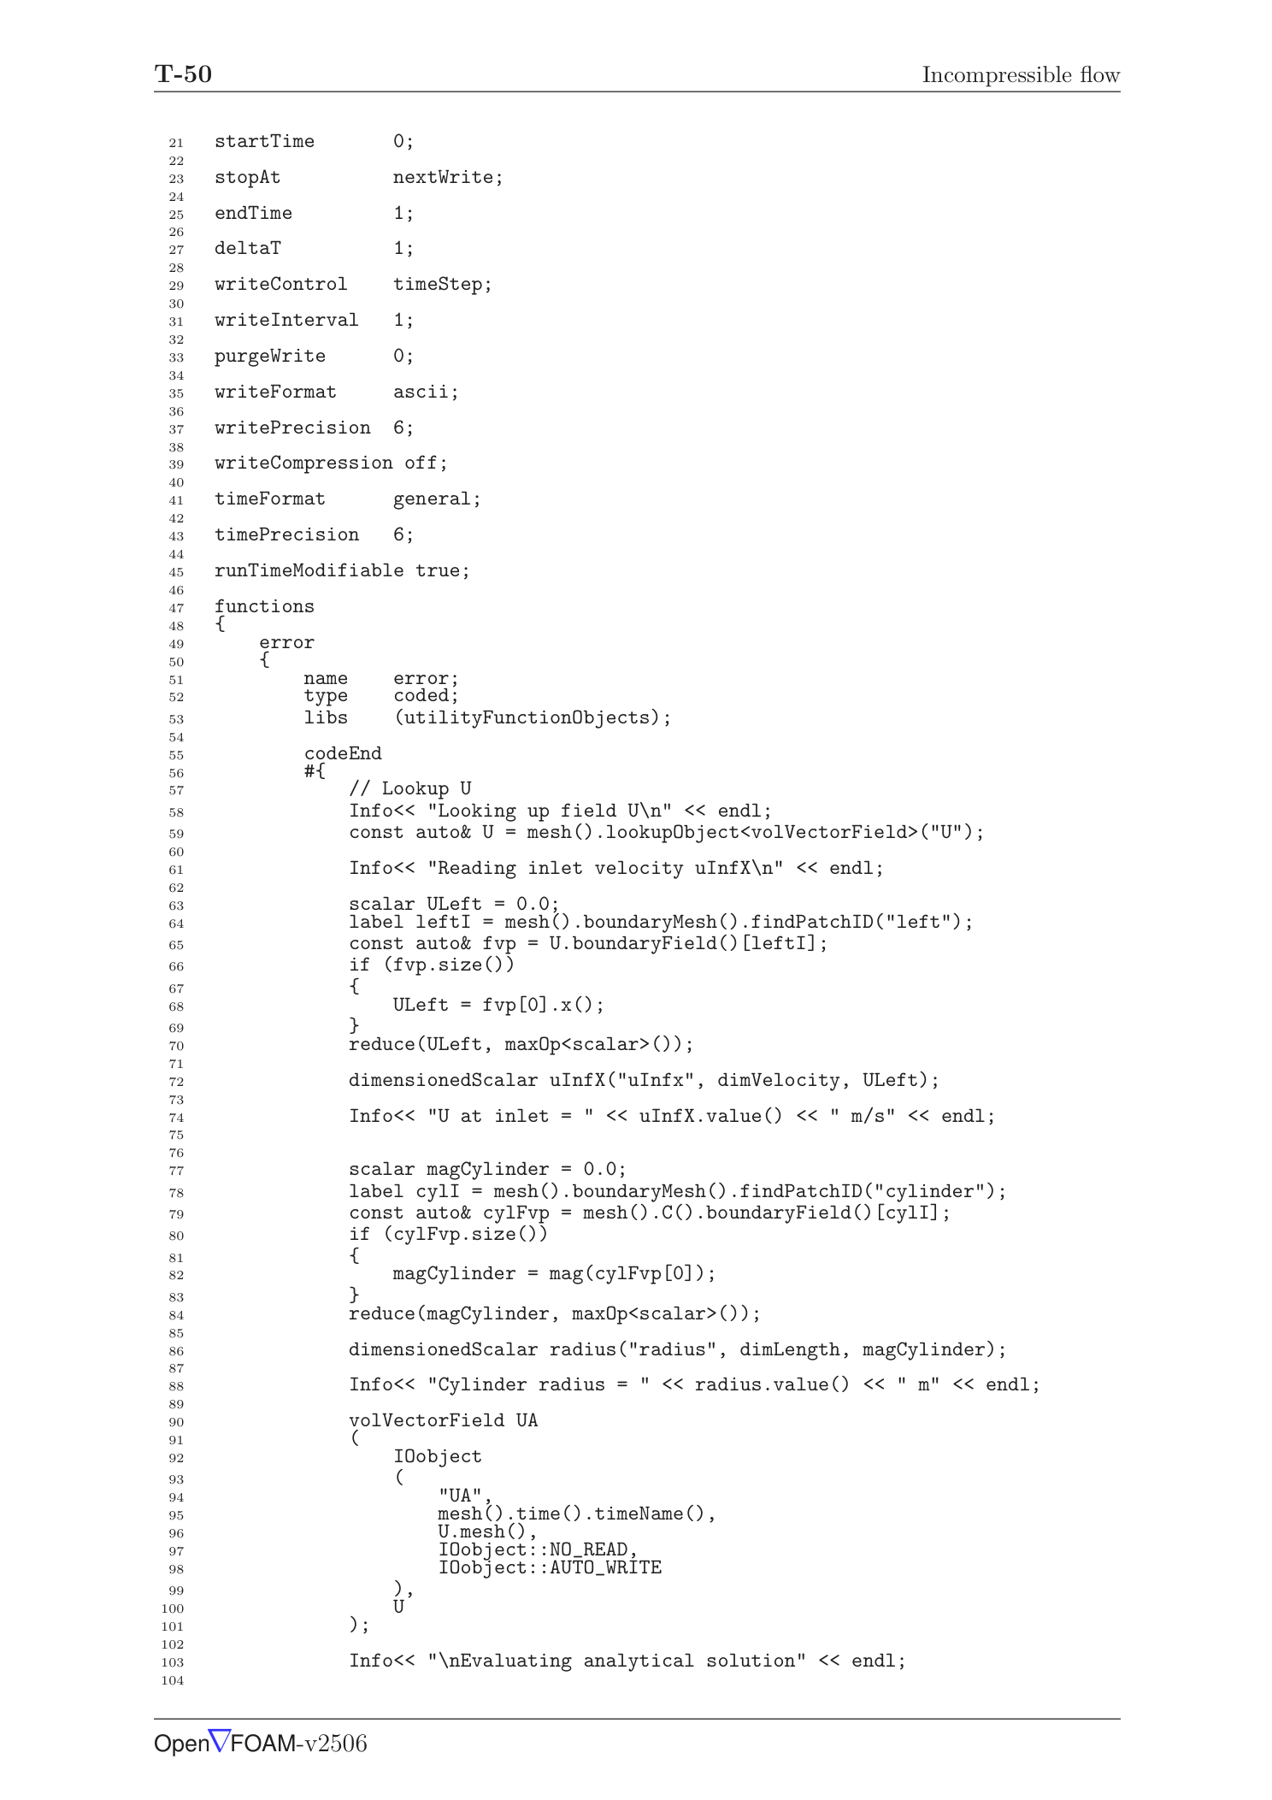 T-50 Incompressible flow
21 startTime 0;
22
23 stopAt nextWrite;
24
25 endTime 1;
26
27 deltaT 1;
28
29 writeControl timeStep;
30
31 writeInterval 1;
32
33 purgeWrite 0;
34
35 writeFormat ascii;
36
37 writePrecision 6;
38
39 writeCompression off;
40
41 timeFormat general;
42
43 timePrecision 6;
44
45 runTimeModifiable true;
46
47 functions
48 {
49     error
50     {
51         name    error;
52         type    coded;
53         libs    (utilityFunctionObjects);
54
55         codeEnd
56         #{
57             // Lookup U
58             Info<< "Looking up field U\n" << endl;
59             const auto& U = mesh().lookupObject<volVectorField>("U");
60
61             Info<< "Reading inlet velocity uInfX\n" << endl;
62
63             scalar ULeft = 0.0;
64             label leftI = mesh().boundaryMesh().findPatchID("left");
65             const auto& fvp = U.boundaryField()[leftI];
66             if (fvp.size())
67             {
68                 ULeft = fvp[0].x();
69             }
70             reduce(ULeft, maxOp<scalar>());
71
72             dimensionedScalar uInfX("uInfx", dimVelocity, ULeft);
73
74             Info<< "U at inlet = " << uInfX.value() << " m/s" << endl;
75
76
77             scalar magCylinder = 0.0;
78             label cylI = mesh().boundaryMesh().findPatchID("cylinder");
79             const auto& cylFvp = mesh().C().boundaryField()[cylI];
80             if (cylFvp.size())
81             {
82                 magCylinder = mag(cylFvp[0]);
83             }
84             reduce(magCylinder, maxOp<scalar>());
85
86             dimensionedScalar radius("radius", dimLength, magCylinder);
87
88             Info<< "Cylinder radius = " << radius.value() << " m" << endl;
89
90             volVectorField UA
91             (
92                 IOobject
93                 (
94                     "UA",
95                     mesh().time().timeName(),
96                     U.mesh(),
97                     IOobject::NO_READ,
98                     IOobject::AUTO_WRITE
99                 ),
100                 U
101             );
102
103             Info<< "\nEvaluating analytical solution" << endl;
104
Open∇FOAM-v2506